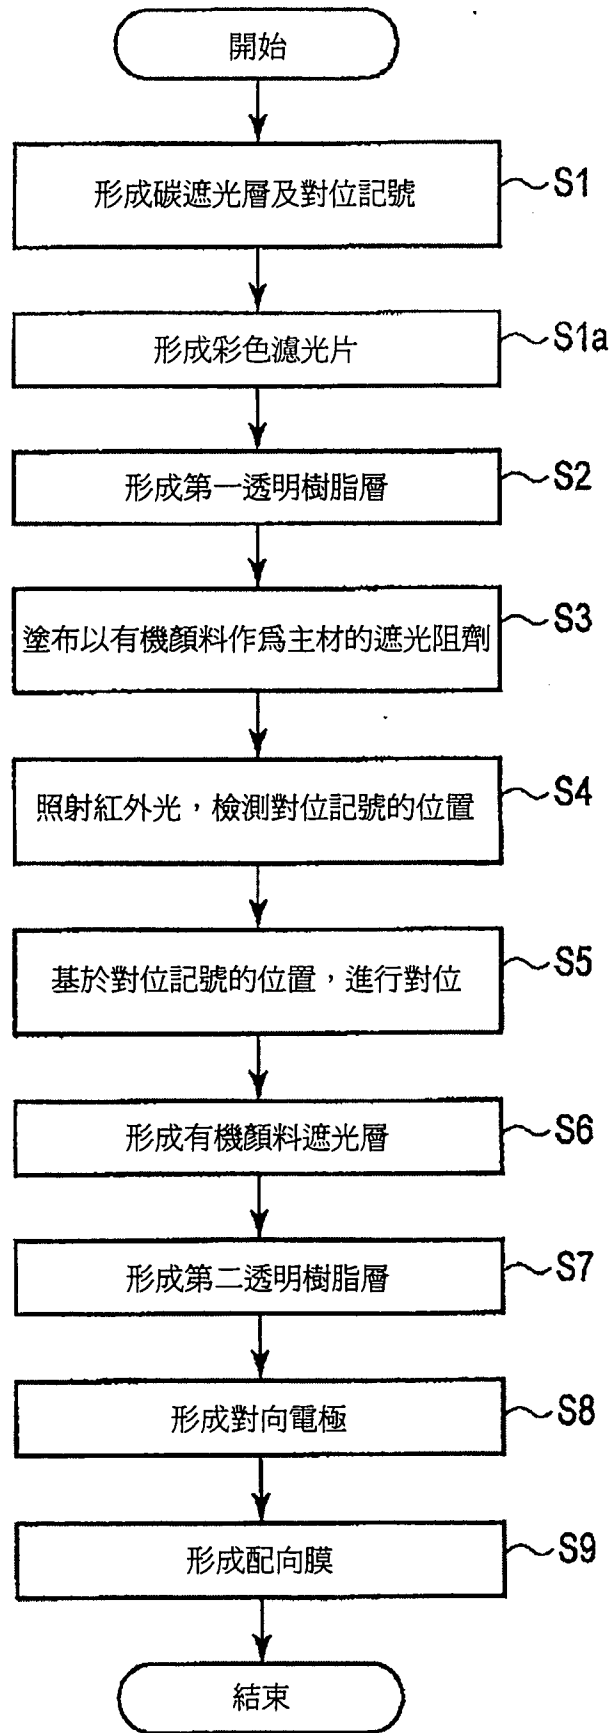 開始
形成碳遮光層及對位記號
S1
形成彩色濾光片
S1a
形成第一透明樹脂層
S2
塗布以有機顏料作為主材的遮光阻劑
S3
照射紅外光，檢測對位記號的位置
S4
基於對位記號的位置，進行對位
S5
形成有機顏料遮光層
S6
形成第二透明樹脂層
S7
形成對向電極
S8
形成配向膜
S9
結束